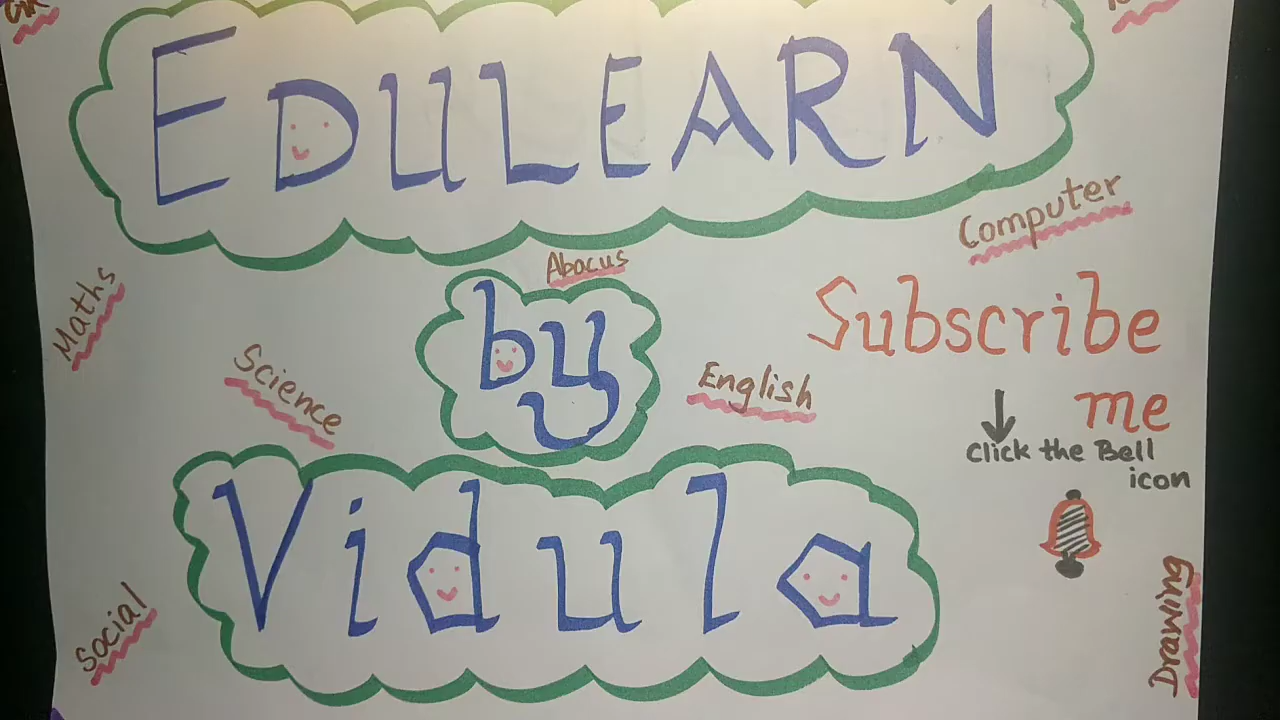 EDULEARN
Computer
Abacus
by
Maths
Science
English
Subscribe
me
Click the Bell
icon
Vidula
Social
Drawing